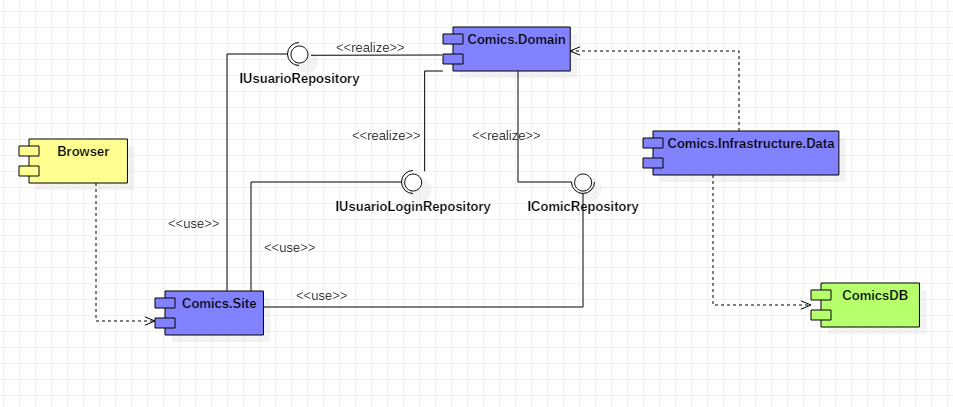 Comics.Domain
<<realize>>
IUsuarioRepository
<<realize>>
<<realize>>
Comics.Infrastructure.Data
Browser
IUsuarioLoginRepository
IComicRepository
<<use>>
<<use>>
<<use>>
Comics.Site
ComicsDB